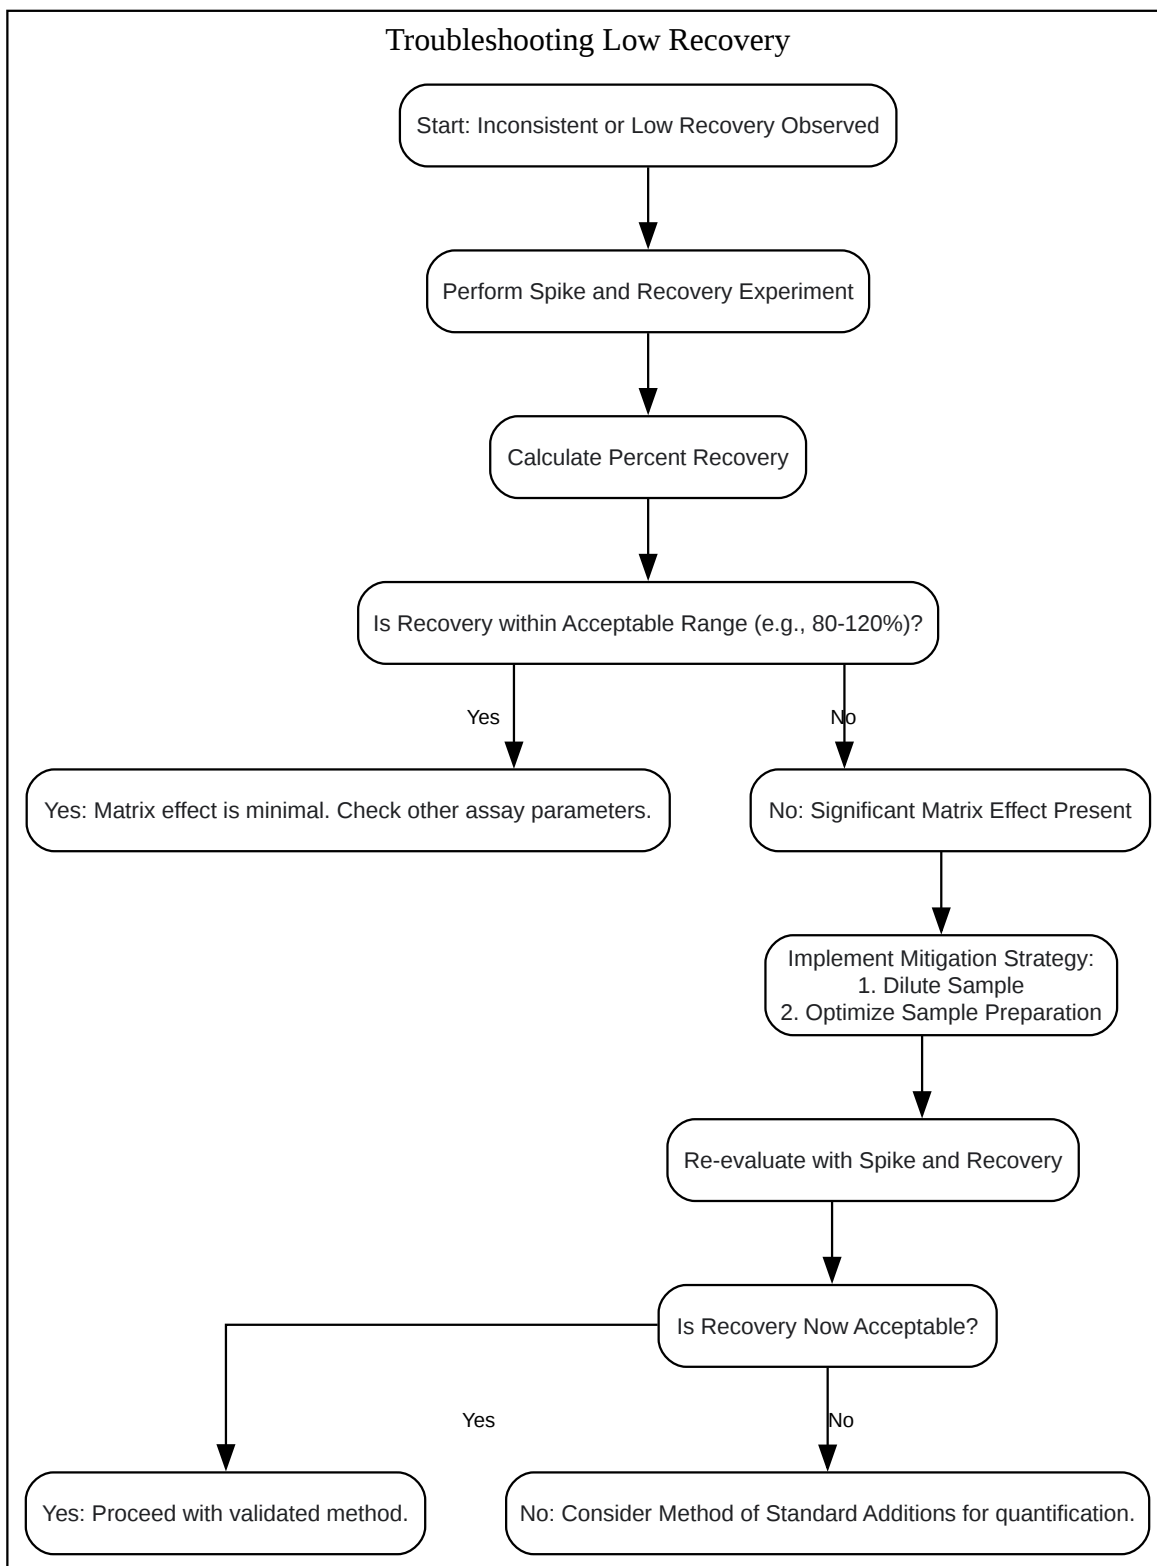 Troubleshooting Low Recovery
Start: Inconsistent or Low Recovery Observed
Perform Spike and Recovery Experiment
Calculate Percent Recovery
Is Recovery within Acceptable Range (e.g., 80-120%)?
Yes
No
Yes: Matrix effect is minimal. Check other assay parameters.
No: Significant Matrix Effect Present
Implement Mitigation Strategy:
1. Dilute Sample
2. Optimize Sample Preparation
Re-evaluate with Spike and Recovery
Is Recovery Now Acceptable?
Yes
No
Yes: Proceed with validated method.
No: Consider Method of Standard Additions for quantification.